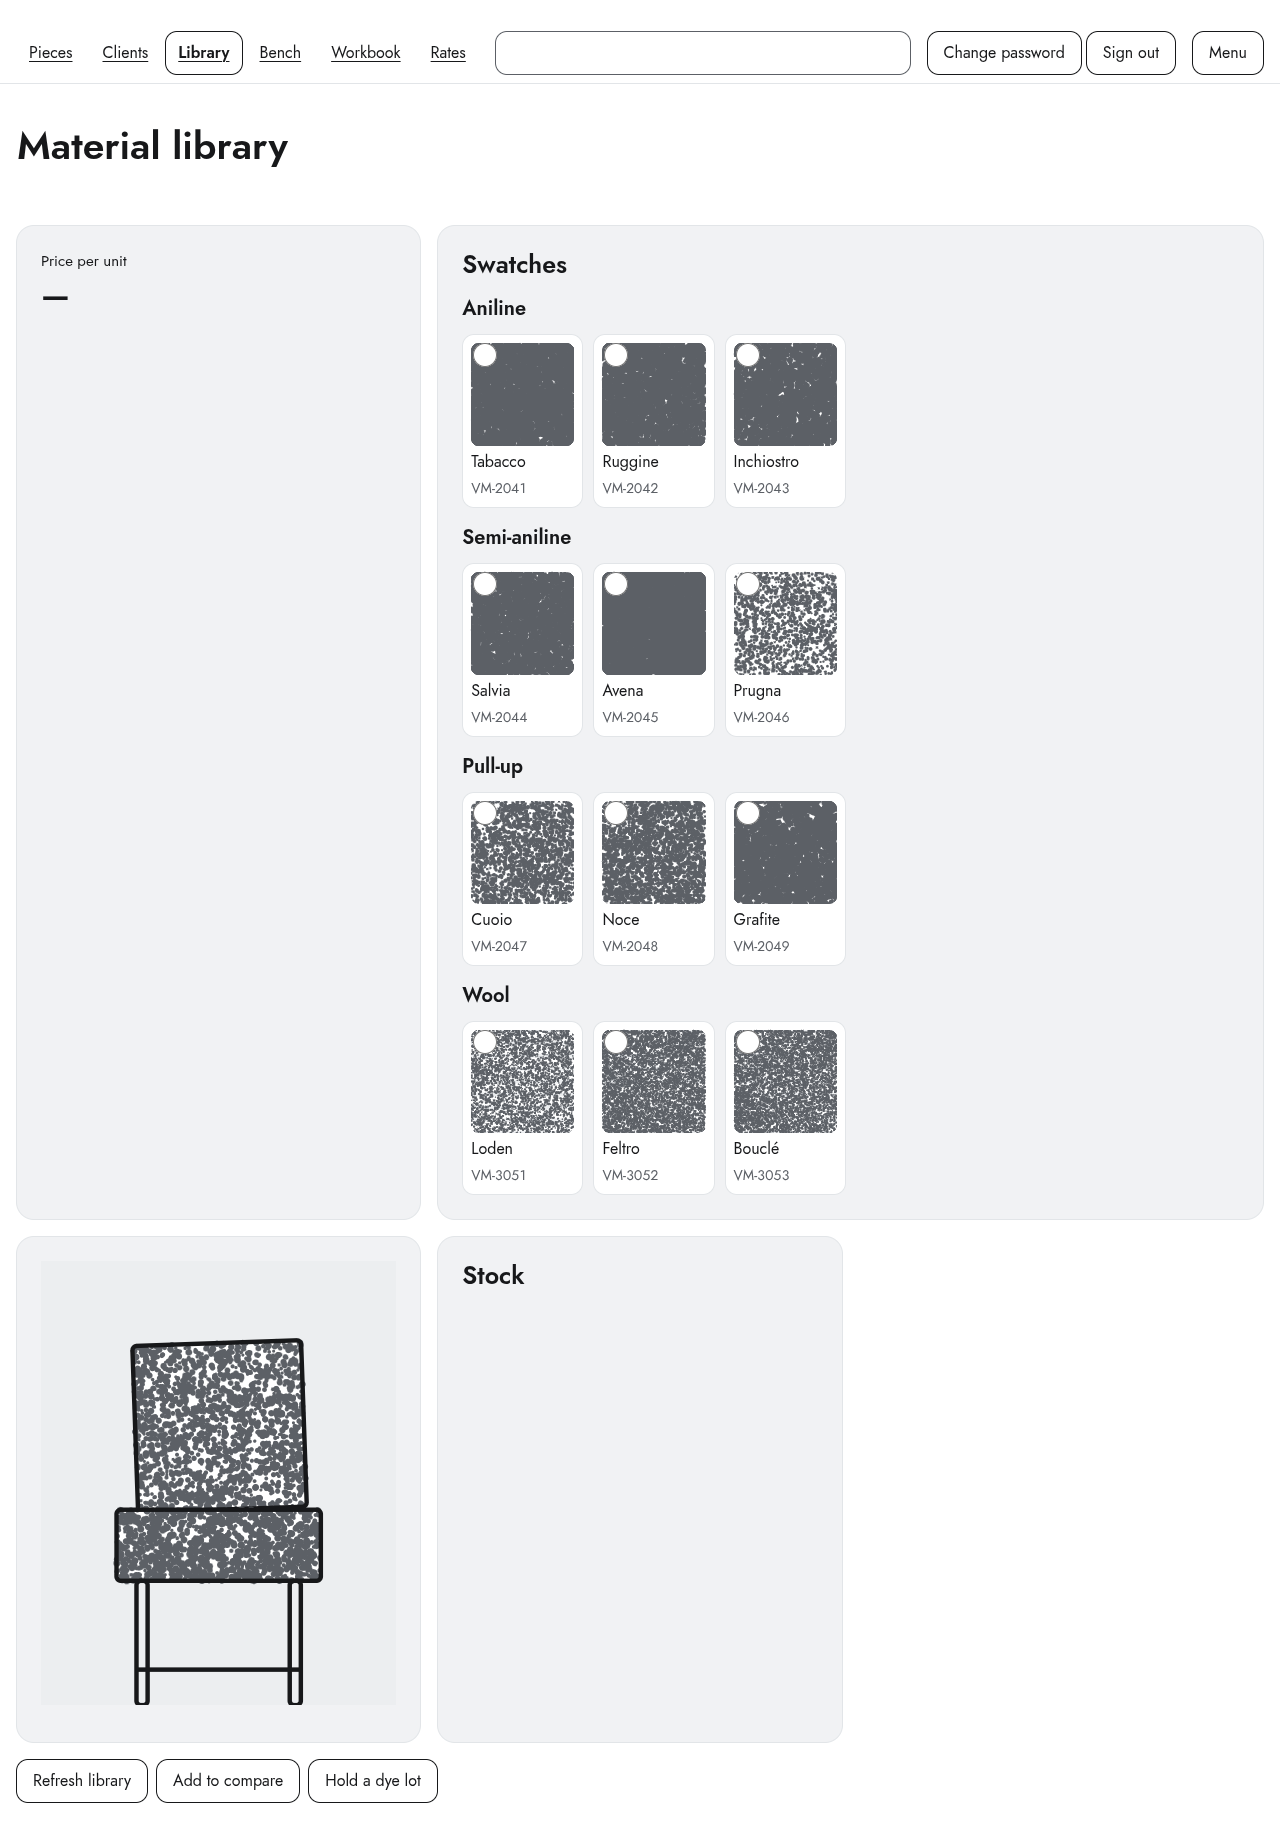 Pieces Clients Library Bench Workbook Rates Change password Sign out Menu
Material library
Price per unit
—
Swatches
Aniline
Tabacco Ruggine Inchiostro
VM-2041 VM-2042 VM-2043
Semi-aniline
Salvia Avena Prugna
VM-2044 VM-2045 VM-2046
Pull-up
Cuoio Noce Grafite
VM-2047 VM-2048 VM-2049
Wool
Loden Feltro Bouclé
VM-3051 VM-3052 VM-3053
Stock
Refresh library Add to compare Hold a dye lot